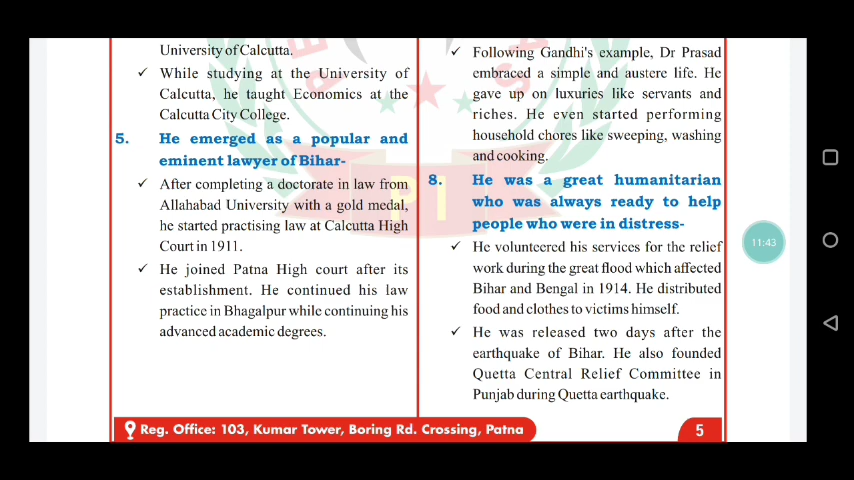 University of Calcutta.
✓ While studying at the University of
Calcutta, he taught Economics at the
Calcutta City College.
5. He emerged as a popular and
eminent lawyer of Bihar-
✓ After completing a doctorate in law from
Allahabad University with a gold medal,
he started practising law at Calcutta High
Court in 1911.
✓ He joined Patna High court after its
establishment. He continued his law
practice in Bhagalpur while continuing his
advanced academic degrees.
✓ Following Gandhi's example, Dr Prasad
embraced a simple and austere life. He
gave up on luxuries like servants and
riches. He even started performing
household chores like sweeping, washing
and cooking.
8. He was a great humanitarian
who was always ready to help
people who were in distress-
✓ He volunteered his services for the relief
work during the great flood which affected
Bihar and Bengal in 1914. He distributed
food and clothes to victims himself.
✓ He was released two days after the
earthquake of Bihar. He also founded
Quetta Central Relief Committee in
Punjab during Quetta earthquake.
PI
Reg. Office: 103, Kumar Tower, Boring Rd. Crossing, Patna
5
11:43